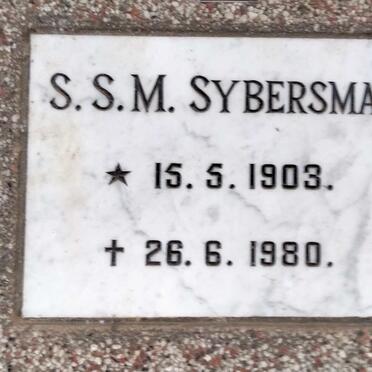 S. S. M. SYBERSMA
★ 15. 5. 1903.
† 26. 6. 1980.